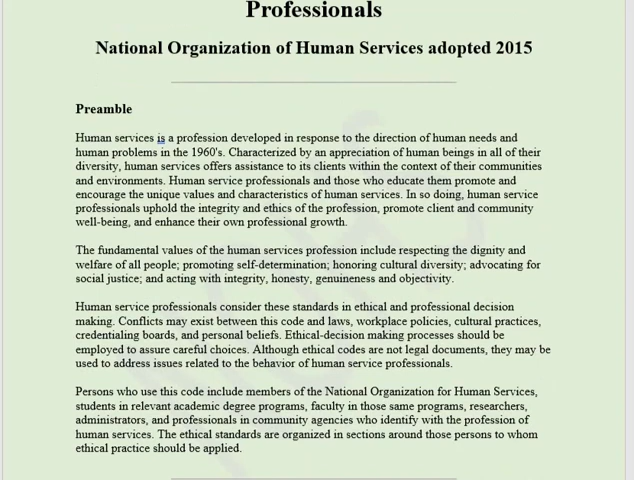 Professionals
National Organization of Human Services adopted 2015
Preamble
Human services is a profession developed in response to the direction of human needs and
human problems in the 1960's. Characterized by an appreciation of human beings in all of their
diversity, human services offers assistance to its clients within the context of their communities
and environments. Human service professionals and those who educate them promote and
encourage the unique values and characteristics of human services. In so doing, human service
professionals uphold the integrity and ethics of the profession, promote client and community
well-being, and enhance their own professional growth.
The fundamental values of the human services profession include respecting the dignity and
welfare of all people; promoting self-determination; honoring cultural diversity; advocating for
social justice; and acting with integrity, honesty, genuineness and objectivity.
Human service professionals consider these standards in ethical and professional decision
making. Conflicts may exist between this code and laws, workplace policies, cultural practices,
credentialing boards, and personal beliefs. Ethical-decision making processes should be
employed to assure careful choices. Although ethical codes are not legal documents, they may be
used to address issues related to the behavior of human service professionals.
Persons who use this code include members of the National Organization for Human Services,
students in relevant academic degree programs, faculty in those same programs, researchers,
administrators, and professionals in community agencies who identify with the profession of
human services. The ethical standards are organized in sections around those persons to whom
ethical practice should be applied.